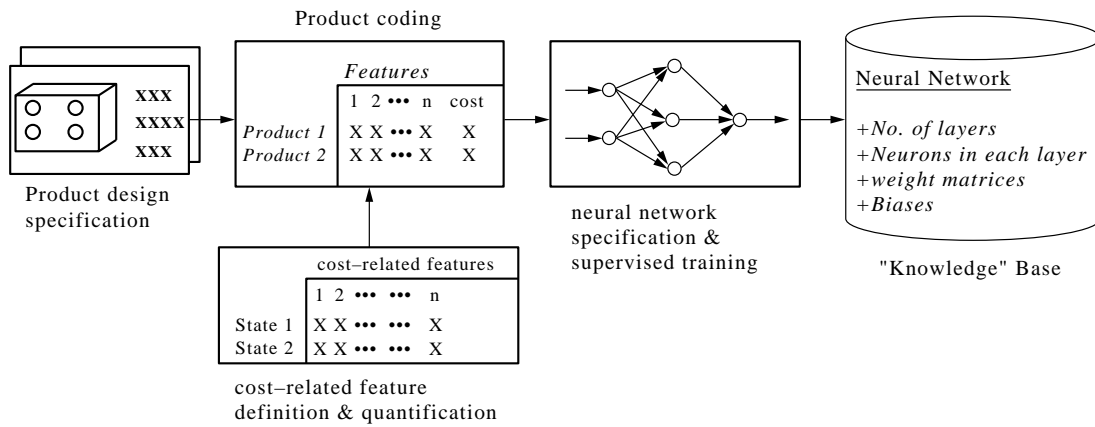 Product coding
XXX
XXXX
XXX
Product design
specification
Features
1 2 ••• n cost
Product 1 X X ••• X X
Product 2 X X ••• X X
neural network
specification &
supervised training
Neural Network
+No. of layers
+Neurons in each layer
+weight matrices
+Biases
"Knowledge" Base
cost–related features
1 2 ••• ••• n
State 1 X X ••• ••• X
State 2 X X ••• ••• X
cost–related feature
definition & quantification